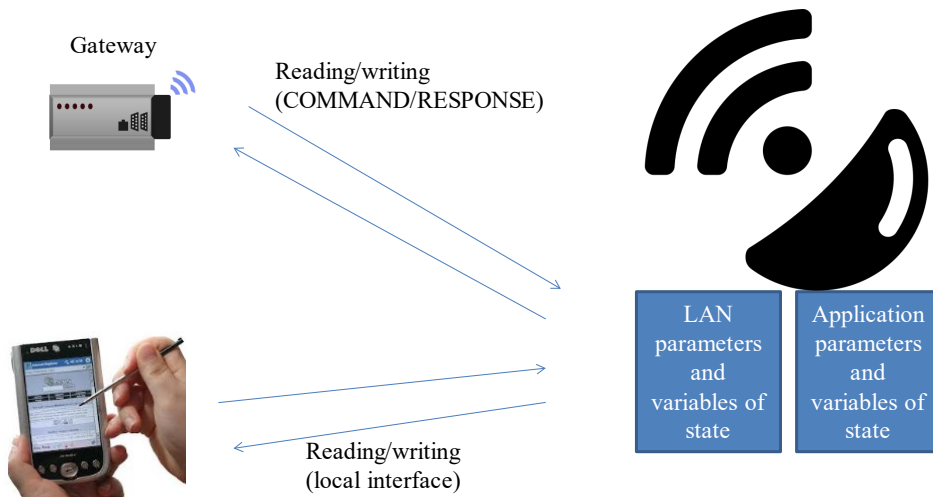 Gateway
Reading/writing
(COMMAND/RESPONSE)
LAN
parameters
and
variables of
state
Application
parameters
and
variables of
state
DELL
Reading/writing
(local interface)